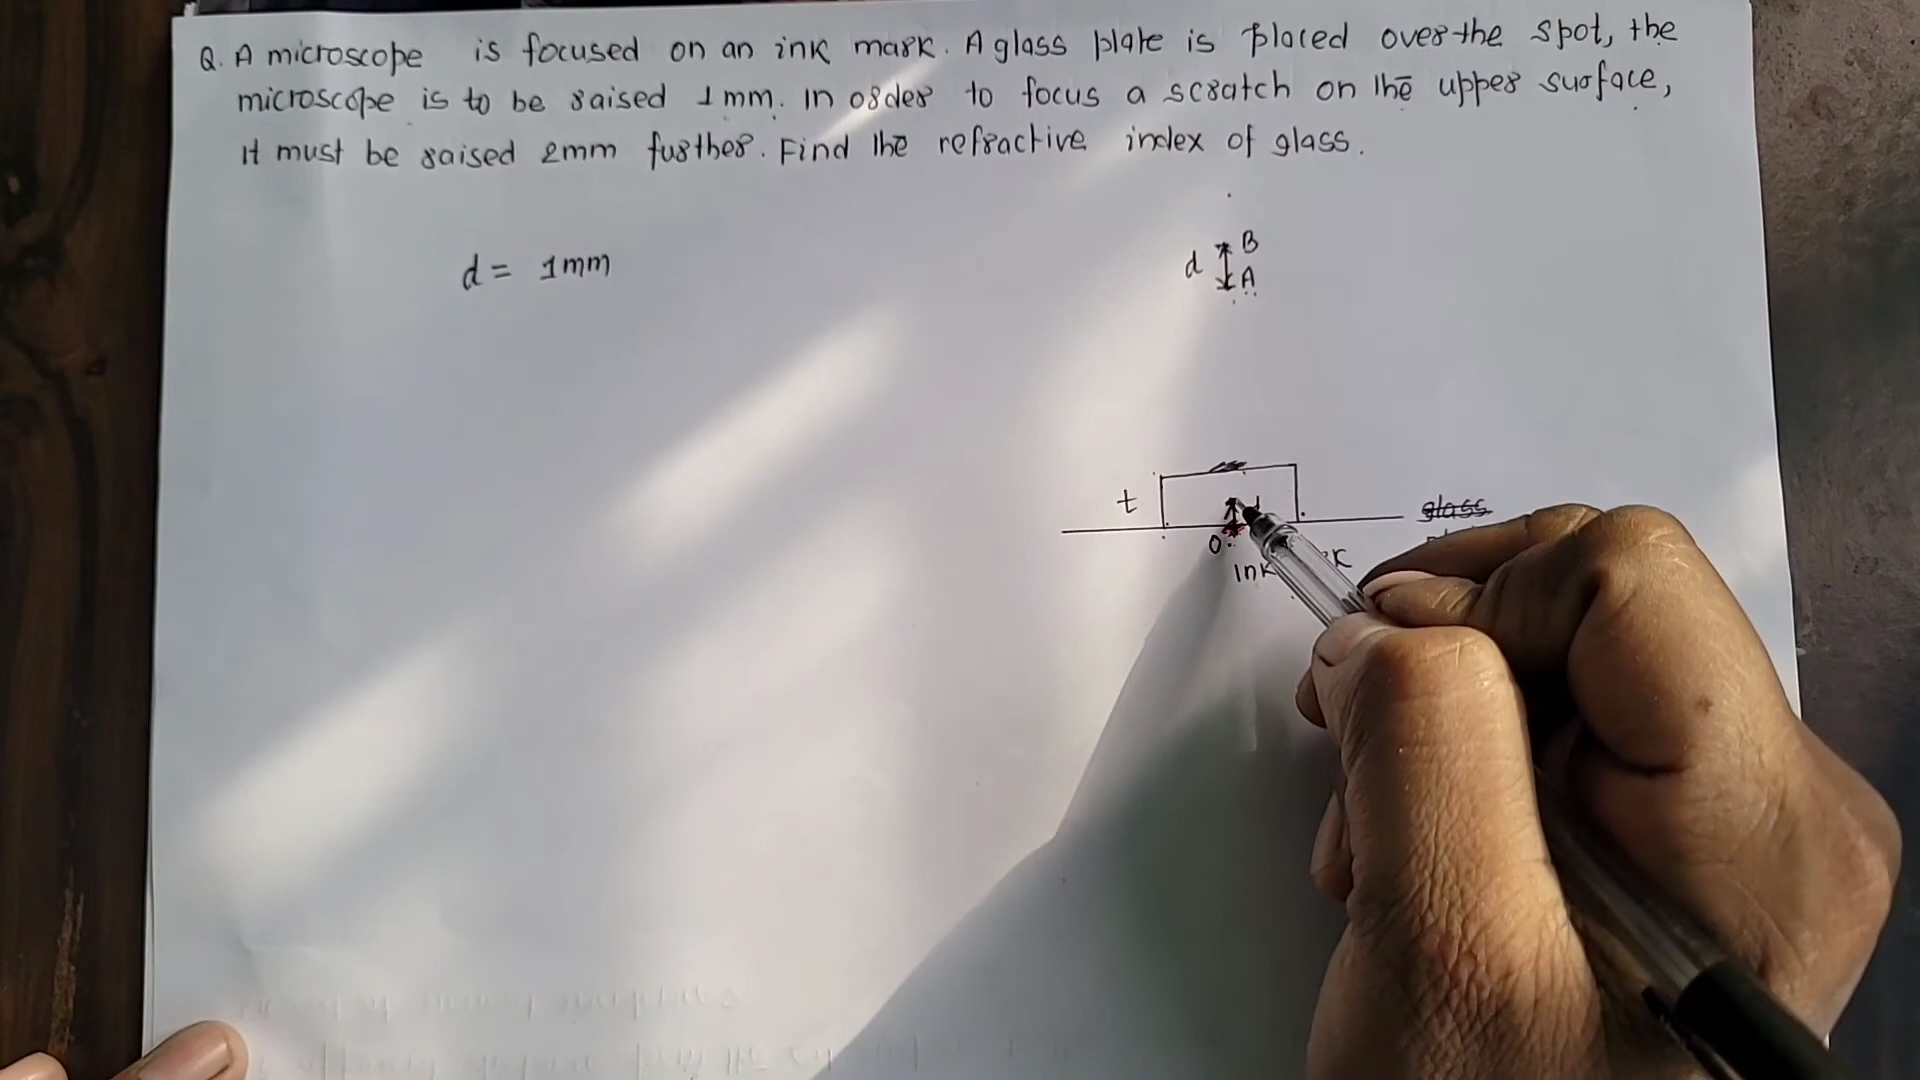 Q. A microscope is focused on an ink mark. A glass plate is placed over the spot, the
microscope is to be raised 1mm. In order to focus a scratch on the upper surface,
it must be raised 2mm further. Find the refractive index of glass.
d = 1mm
B
d
A
t
glass
O
Ink